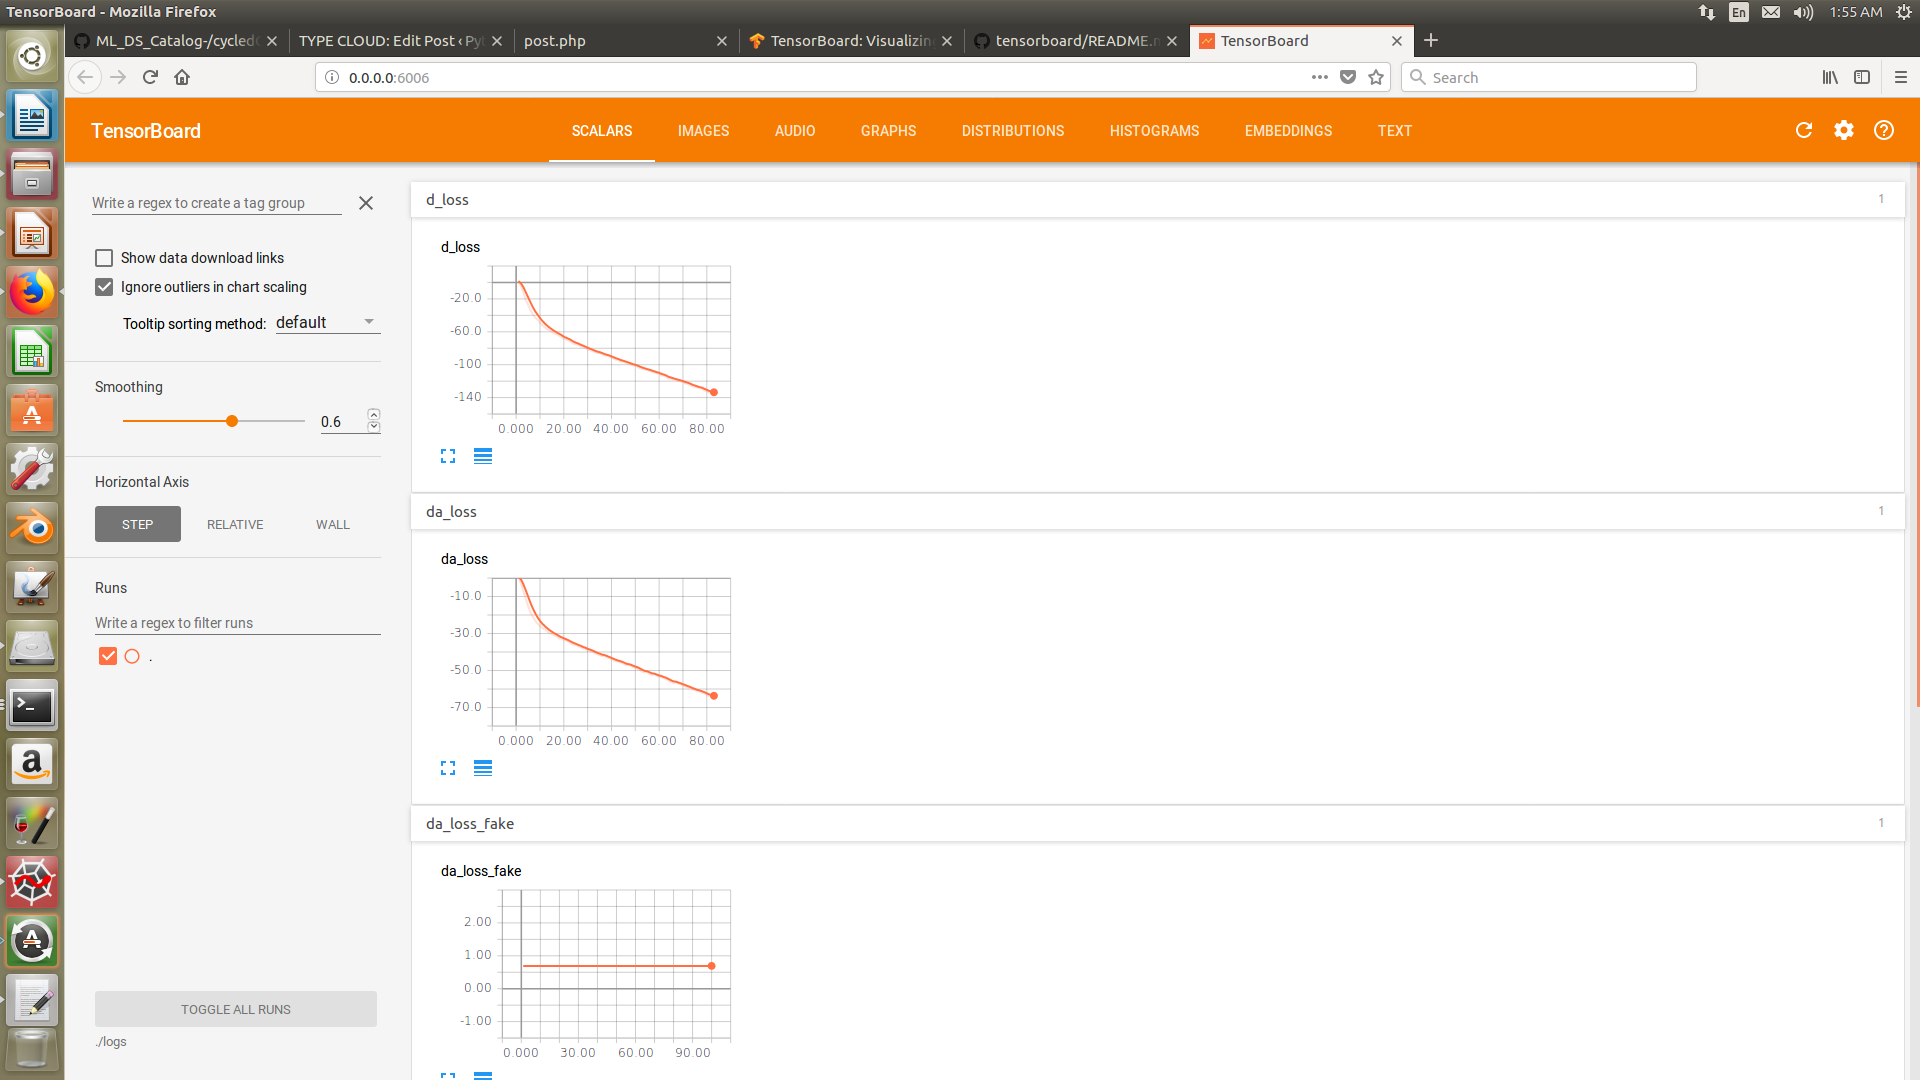 TensorBoard - Mozilla Firefox
En
1:55 AM
ML_DS_Catalog-/cycled
TYPE CLOUD: Edit Post ‹ Py
post.php
TensorBoard: Visualizing
tensorboard/README.m
TensorBoard
0.0.0.0:6006
Search
TensorBoard
SCALARS
IMAGES
AUDIO
GRAPHS
DISTRIBUTIONS
HISTOGRAMS
EMBEDDINGS
TEXT
Write a regex to create a tag group
Show data download links
Ignore outliers in chart scaling
Tooltip sorting method: default
Smoothing
0.6
Horizontal Axis
STEP
RELATIVE
WALL
Runs
Write a regex to filter runs
.
TOGGLE ALL RUNS
./logs
d_loss
1
d_loss
-20.0
-60.0
-100
-140
0.000 20.00 40.00 60.00 80.00
da_loss
1
da_loss
-10.0
-30.0
-50.0
-70.0
0.000 20.00 40.00 60.00 80.00
da_loss_fake
1
da_loss_fake
2.00
1.00
0.00
-1.00
0.000 30.00 60.00 90.00